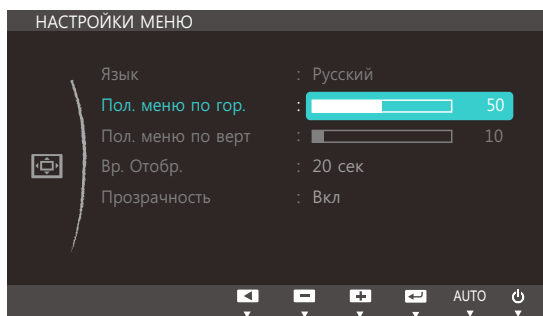 НАСТРОЙКИ МЕНЮ
Язык : Русский
Пол. меню по гор. : 50
Пол. меню по верт : 10
Вр. Отобр. : 20 сек
Прозрачность : Вкл
AUTO